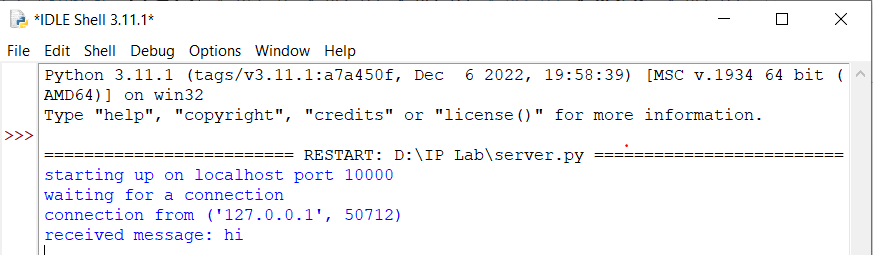 *IDLE Shell 3.11.1*
File Edit Shell Debug Options Window Help
Python 3.11.1 (tags/v3.11.1:a7a450f, Dec  6 2022, 19:58:39) [MSC v.1934 64 bit (
AMD64)] on win32
Type "help", "copyright", "credits" or "license()" for more information.
>>>
========================= RESTART: D:\IP Lab\server.py =========================
starting up on localhost port 10000
waiting for a connection
connection from ('127.0.0.1', 50712)
received message: hi